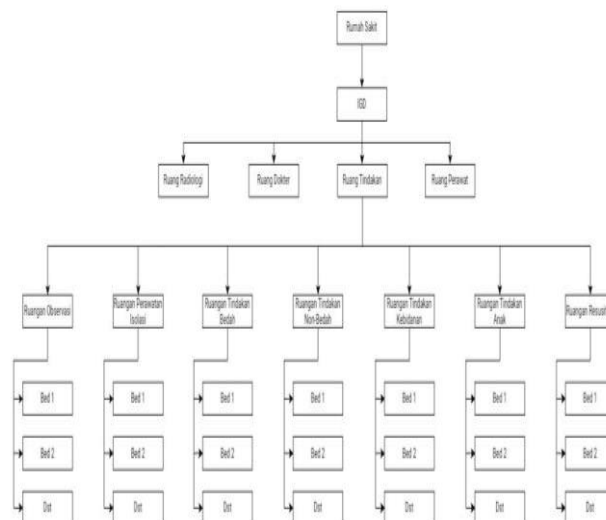 Rumah Sakit
IGD
Ruang Radiologi
Ruang Dokter
Ruang Tindakan
Ruang Perawat
Ruangan Observasi
Ruangan Perawatan
Isolasi
Ruangan Tindakan
Bedah
Ruangan Tindakan
Non-Bedah
Ruangan Tindakan
Kebidanan
Ruangan Tindakan
Anak
Ruangan
Bed 1
Bed 1
Bed 1
Bed 1
Bed 1
Bed 1
Bed 1
Bed 2
Bed 2
Bed 2
Bed 2
Bed 2
Bed 2
Bed 2
Dst
Dst
Dst
Dst
Dst
Dst
Dst